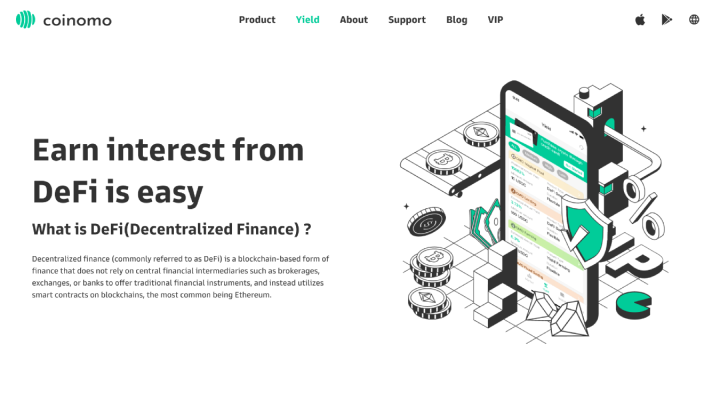 coinomo
Product Yield About Support Blog VIP
Earn interest from
DeFi is easy
What is DeFi(Decentralized Finance) ?
Decentralized finance (commonly referred to as DeFi) is a blockchain-based form of
finance that does not rely on central financial intermediaries such as brokerages,
exchanges, or banks to offer traditional financial instruments, and instead utilizes
smart contracts on blockchains, the most common being Ethereum.